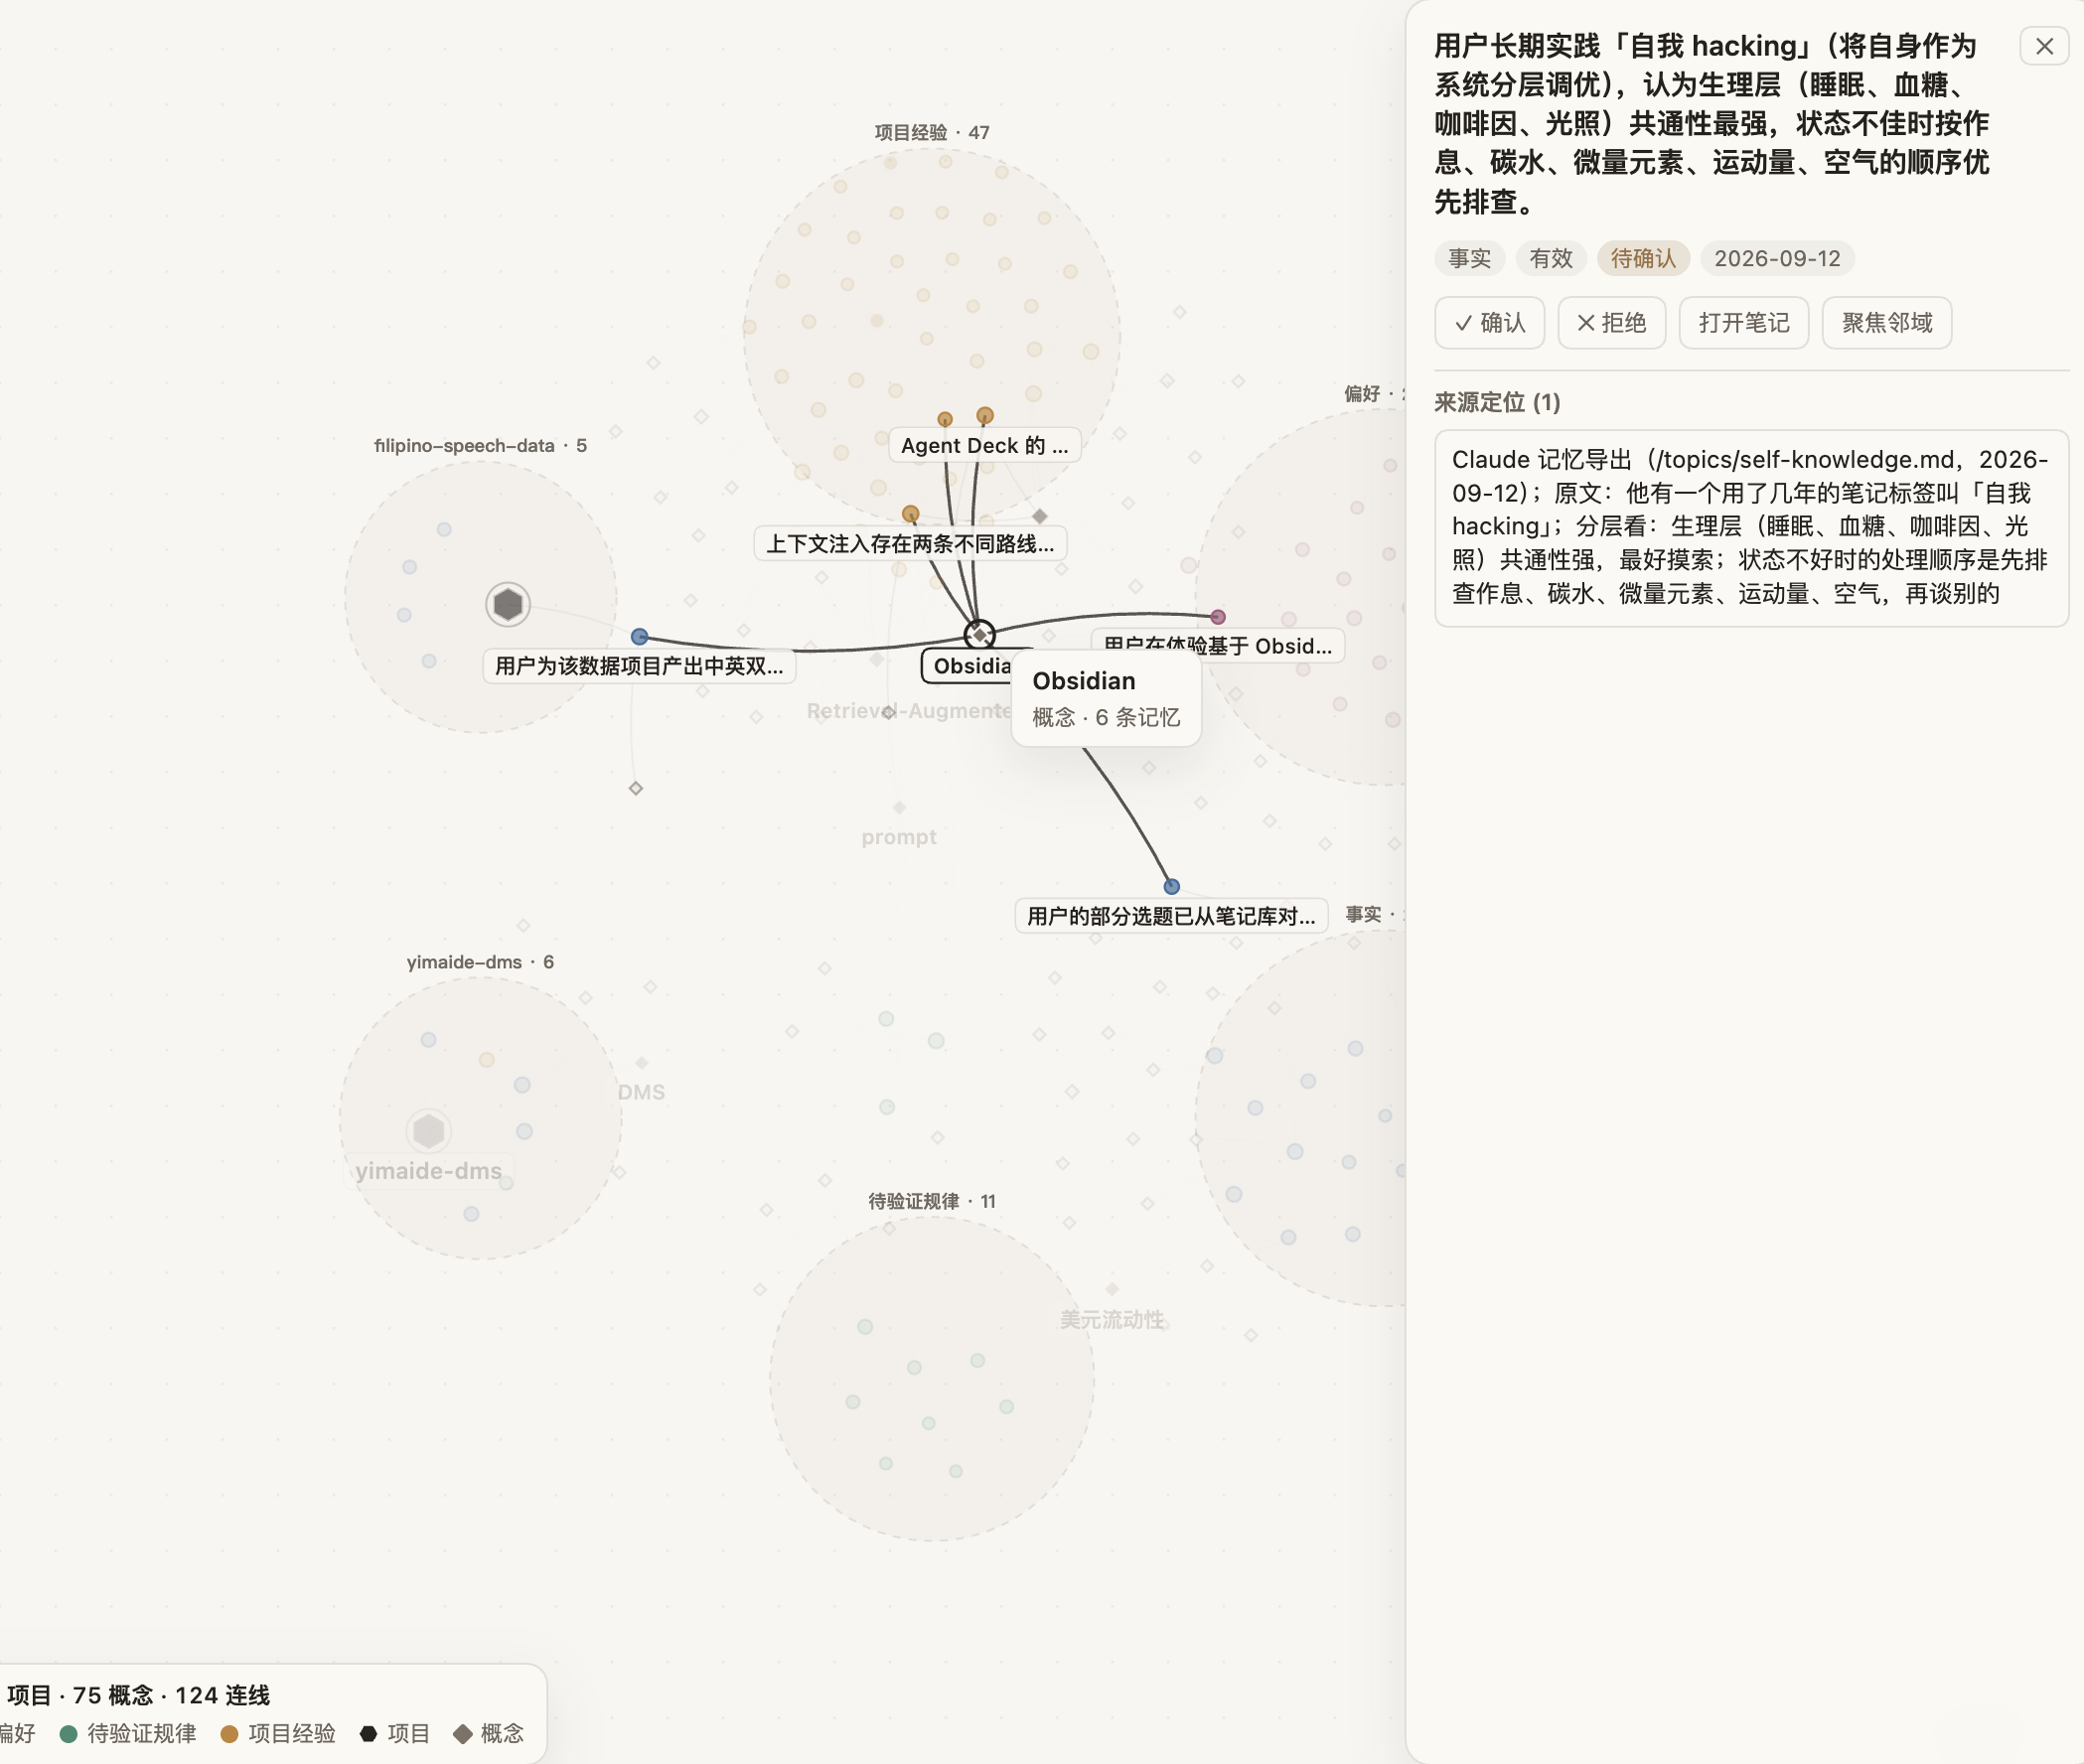 用户长期实践「自我 hacking」（将自身作为
系统分层调优），认为生理层（睡眠、血糖、
咖啡因、光照）共通性最强，状态不佳时按作
息、碳水、微量元素、运动量、空气的顺序优
先排查。
事实 有效 待确认 2026-09-12
确认 拒绝 打开笔记 聚焦邻域
来源定位 (1)
Claude 记忆导出（/topics/self-knowledge.md，2026-
09-12）；原文：他有一个用了几年的笔记标签叫「自我
hacking」；分层看：生理层（睡眠、血糖、咖啡因、光
照）共通性强，最好摸索；状态不好时的处理顺序是先排
查作息、碳水、微量元素、运动量、空气，再谈别的
项目经验 · 47
偏好 ·
filipino-speech-data · 5
Agent Deck 的 ...
上下文注入存在两条不同路线...
用户在体验基于 Obsid...
用户为该数据项目产出中英双...
Obsidia
Obsidian
概念 · 6 条记忆
Retrieval-Augmente
prompt
用户的部分选题已从笔记库对...
事实 ·
yimaide-dms · 6
DMS
yimaide-dms
待验证规律 · 11
美元流动性
项目 · 75 概念 · 124 连线
偏好 待验证规律 项目经验 项目 概念